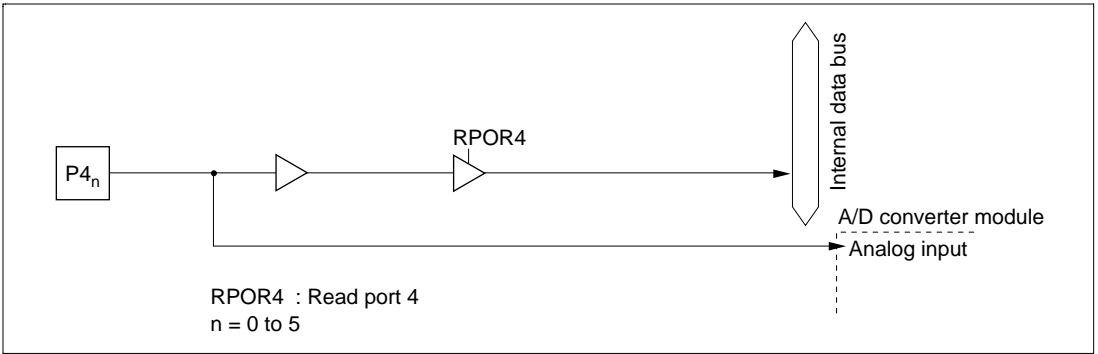 RPOR4
P4n
Internal data bus
A/D converter module
Analog input
RPOR4 : Read port 4
n = 0 to 5